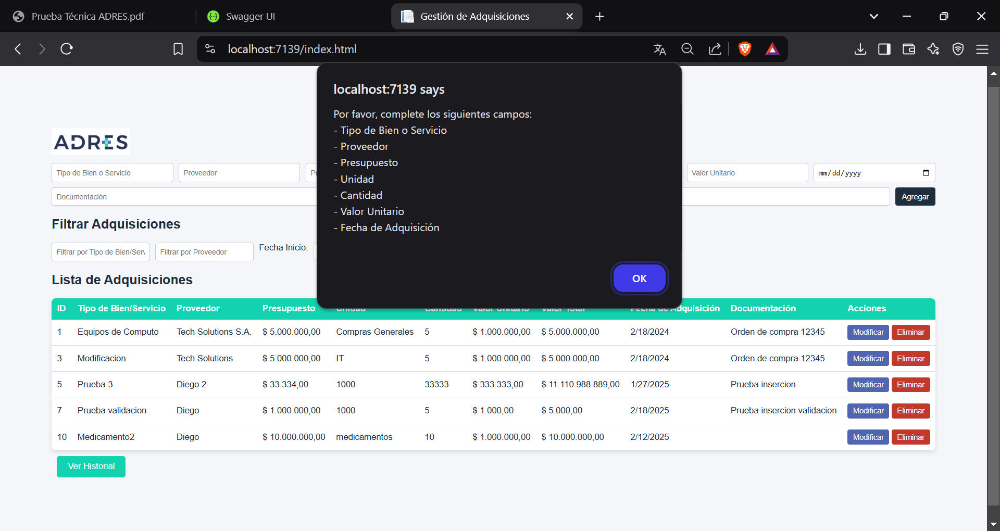 Prueba Técnica ADRES.pdf
Swagger UI
Gestión de Adquisiciones
localhost:7139/index.html
localhost:7139 says
Por favor, complete los siguientes campos:
- Tipo de Bien o Servicio
- Proveedor
- Presupuesto
- Unidad
- Cantidad
- Valor Unitario
- Fecha de Adquisición
OK
ADRES
Tipo de Bien o Servicio Proveedor Valor Unitario mm/dd/yyyy
Documentación Agregar
Filtrar Adquisiciones
Filtrar por Tipo de Bien/Serv Filtrar por Proveedor Fecha Inicio:
Lista de Adquisiciones
ID Tipo de Bien/Servicio Proveedor Presupuesto Unidad Cantidad Valor Unitario Valor Total Fecha de Adquisición Documentación Acciones
1 Equipos de Computo Tech Solutions S.A. $ 5.000.000,00 Compras Generales 5 $ 1.000.000,00 $ 5.000.000,00 2/18/2024 Orden de compra 12345 Modificar Eliminar
3 Modificacion Tech Solutions $ 5.000.000,00 IT 5 $ 1.000.000,00 $ 5.000.000,00 2/18/2024 Orden de compra 12345 Modificar Eliminar
5 Prueba 3 Diego 2 $ 33.334,00 1000 33333 $ 333.333,00 $ 11.110.988.889,00 1/27/2025 Prueba insercion Modificar Eliminar
7 Prueba validacion Diego $ 1.000.000,00 1000 5 $ 1.000,00 $ 5.000,00 2/18/2025 Prueba insercion validacion Modificar Eliminar
10 Medicamento2 Diego $ 10.000.000,00 medicamentos 10 $ 1.000.000,00 $ 10.000.000,00 2/12/2025 Modificar Eliminar
Ver Historial